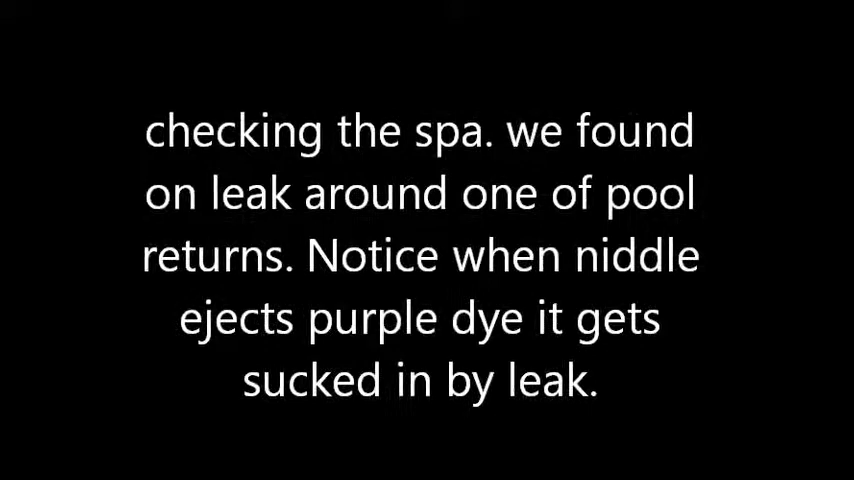 checking the spa. we found
on leak around one of pool
returns. Notice when niddle
ejects purple dye it gets
sucked in by leak.